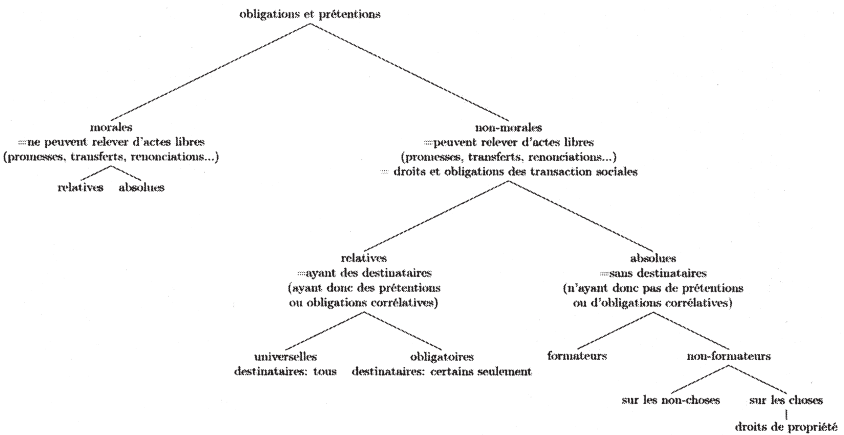 obligations et prétentions
morales
=ne peuvent relever d'actes libres
(promesses, transferts, renonciations...)
relatives absolues
non-morales
=peuvent relever d'actes libres
(promesses, transferts, renonciations...)
= droits et obligations des transaction sociales
relatives
=ayant des destinataires
(ayant donc des prétentions
ou obligations corrélatives)
absolues
=sans destinataires
(n'ayant donc pas de prétentions
ou d'obligations corrélatives)
universelles
destinataires: tous
obligatoires
destinataires: certains seulement
formateurs
non-formateurs
sur les non-choses
sur les choses
droits de propriété